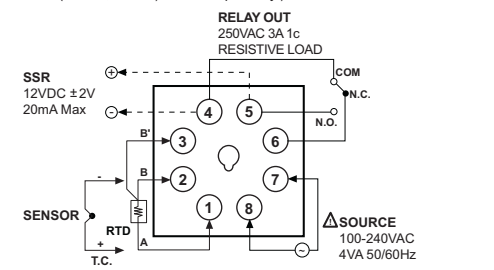 RELAY OUT
250VAC 3A 1c
RESISTIVE LOAD
SSR
12VDC ±2V
20mA Max
+
-
COM
N.C.
N.O.
4
5
B'
3
6
B
2
7
-
SENSOR
+
T.C.
RTD
A
1
8
SOURCE
100-240VAC
4VA 50/60Hz